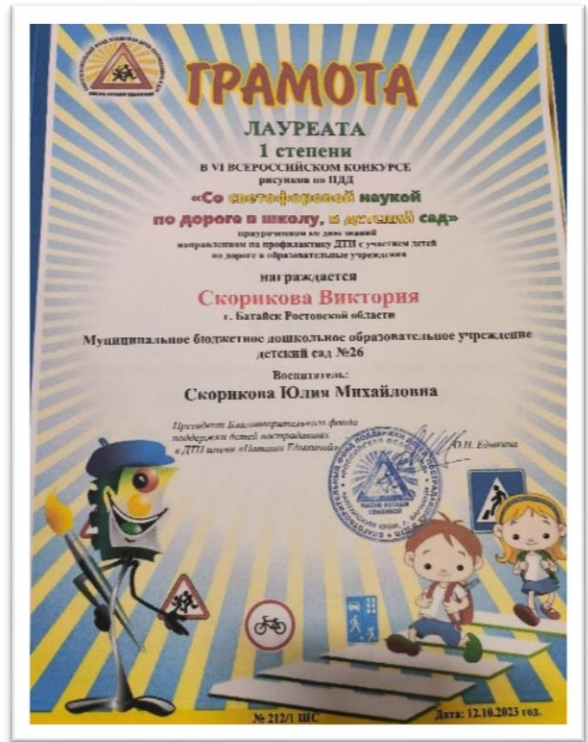 ГРАМОТА
ЛАУРЕАТА
1 степени
В VI ВСЕРОССИЙСКОМ КОНКУРСЕ
рисунков по ПДД
«Со светофоровой наукой
по дороге в школу, в детский сад»
приуроченном ко дню знаний
направленном на профилактику ДТП с участием детей
по дороге в образовательные учреждения
награждается
Скорикова Виктория
г. Батайск Ростовской области
Муниципальное бюджетное дошкольное образовательное учреждение
детский сад №26
Воспитатель:
Скорикова Юлия Михайловна
Президент Благотворительного фонда
поддержки детей пострадавших
в ДТП имени «Наташи Едыкиной»
Ю.Н. Едыкина
№ 212/1 ШС
Дата: 12.10.2023 год.